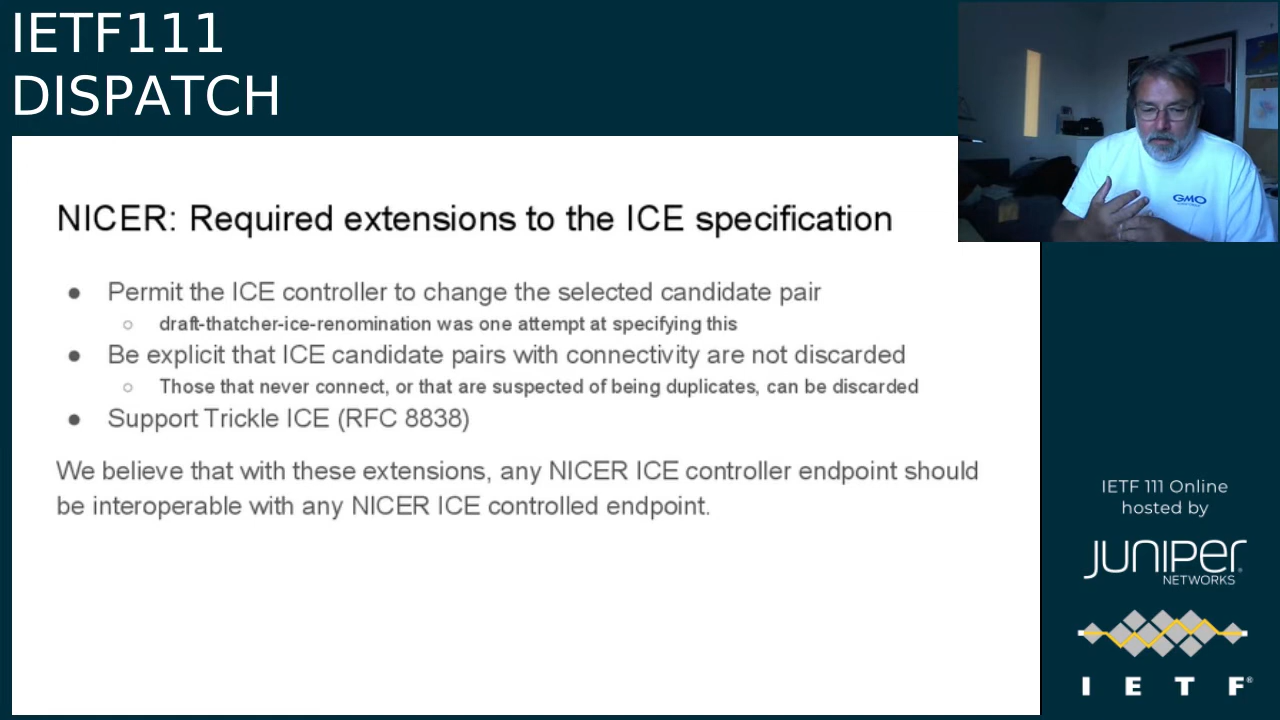 IETF111
DISPATCH
NICER: Required extensions to the ICE specification
● Permit the ICE controller to change the selected candidate pair
○ draft-thatcher-ice-renomination was one attempt at specifying this
● Be explicit that ICE candidate pairs with connectivity are not discarded
○ Those that never connect, or that are suspected of being duplicates, can be discarded
● Support Trickle ICE (RFC 8838)
We believe that with these extensions, any NICER ICE controller endpoint should
be interoperable with any NICER ICE controlled endpoint.
GMO
IETF 111 Online
hosted by
JUNIPER
NETWORKS
I E T F®